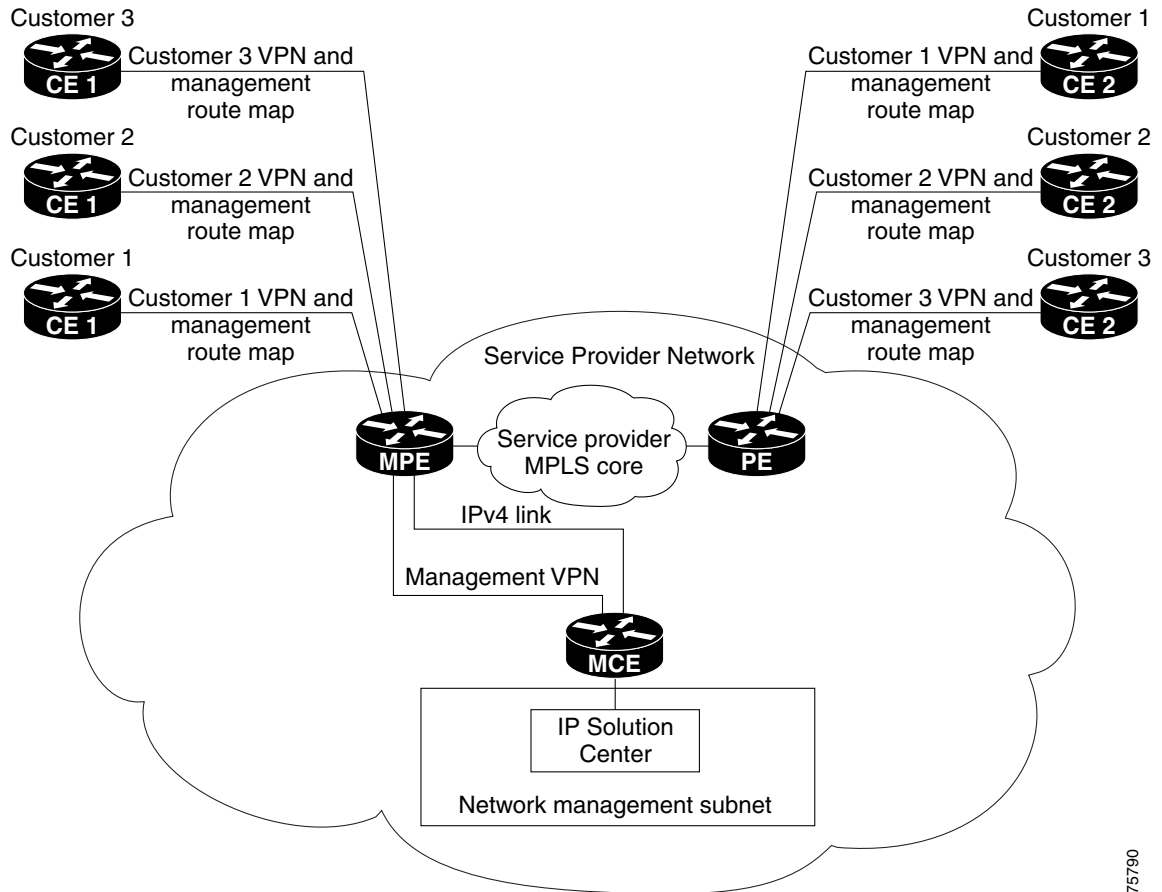 Customer 3
CE 1
Customer 3 VPN and
management
route map
Customer 2
CE 1
Customer 2 VPN and
management
route map
Customer 1
CE 1
Customer 1 VPN and
management
route map
Customer 1
CE 2
Customer 1 VPN and
management
route map
Customer 2
CE 2
Customer 2 VPN and
management
route map
Customer 3
CE 2
Customer 3 VPN and
management
route map
Service Provider Network
MPE
Service provider
MPLS core
PE
IPv4 link
Management VPN
MCE
IP Solution
Center
Network management subnet
75790